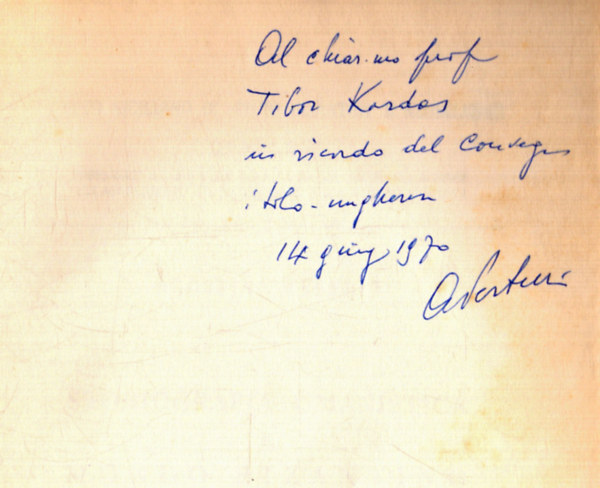 Al chiar.mo prof
Tibor Kardos
in ricordo del Convegno
italo-ungherese
14 giug 1970